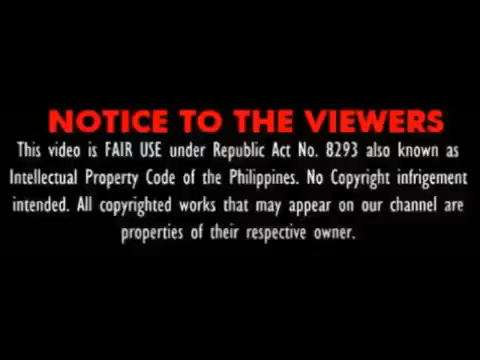 NOTICE TO THE VIEWERS
This video is FAIR USE under Republic Act No. 8293 also known as
Intellectual Property Code of the Philippines. No Copyright infrigement
intended. All copyrighted works that may appear on our channel are
properties of their respective owner.